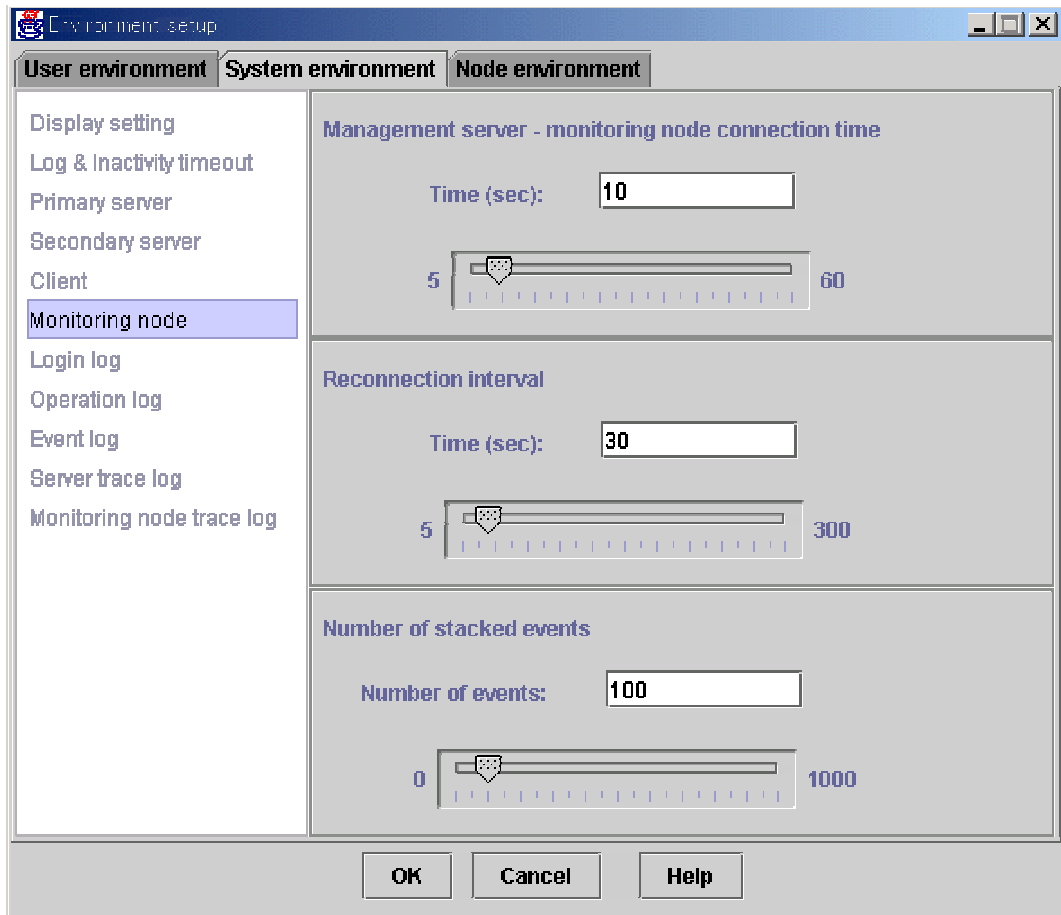 Environment setup
User environment System environment Node environment
Display setting
Log & Inactivity timeout
Primary server
Secondary server
Client
Monitoring node
Login log
Operation log
Event log
Server trace log
Monitoring node trace log
Management server - monitoring node connection time
Time (sec): 10
5 60
Reconnection interval
Time (sec): 30
5 300
Number of stacked events
Number of events: 100
0 1000
OK Cancel Help